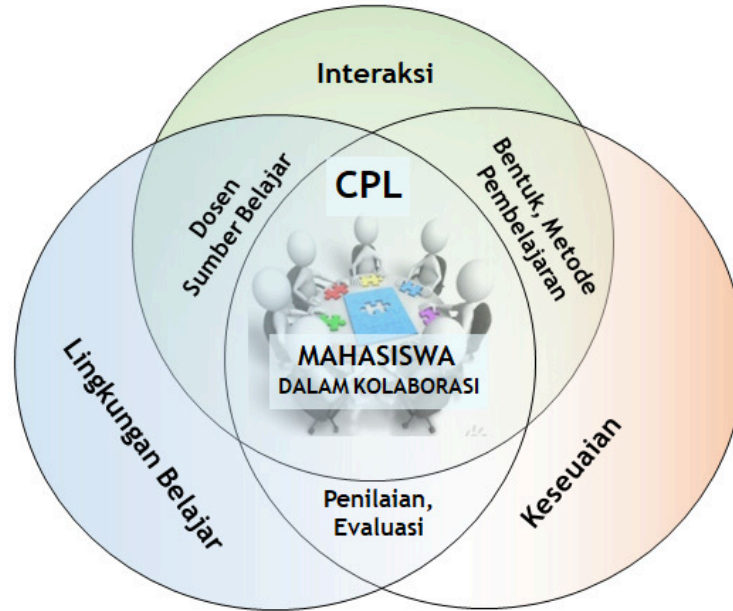 Interaksi
Dosen
Sumber Belajar
CPL
Bentuk, Metode
Pembelajaran
MAHASISWA
DALAM KOLABORASI
Lingkungan Belajar
Keseuaian
Penilaian,
Evaluasi